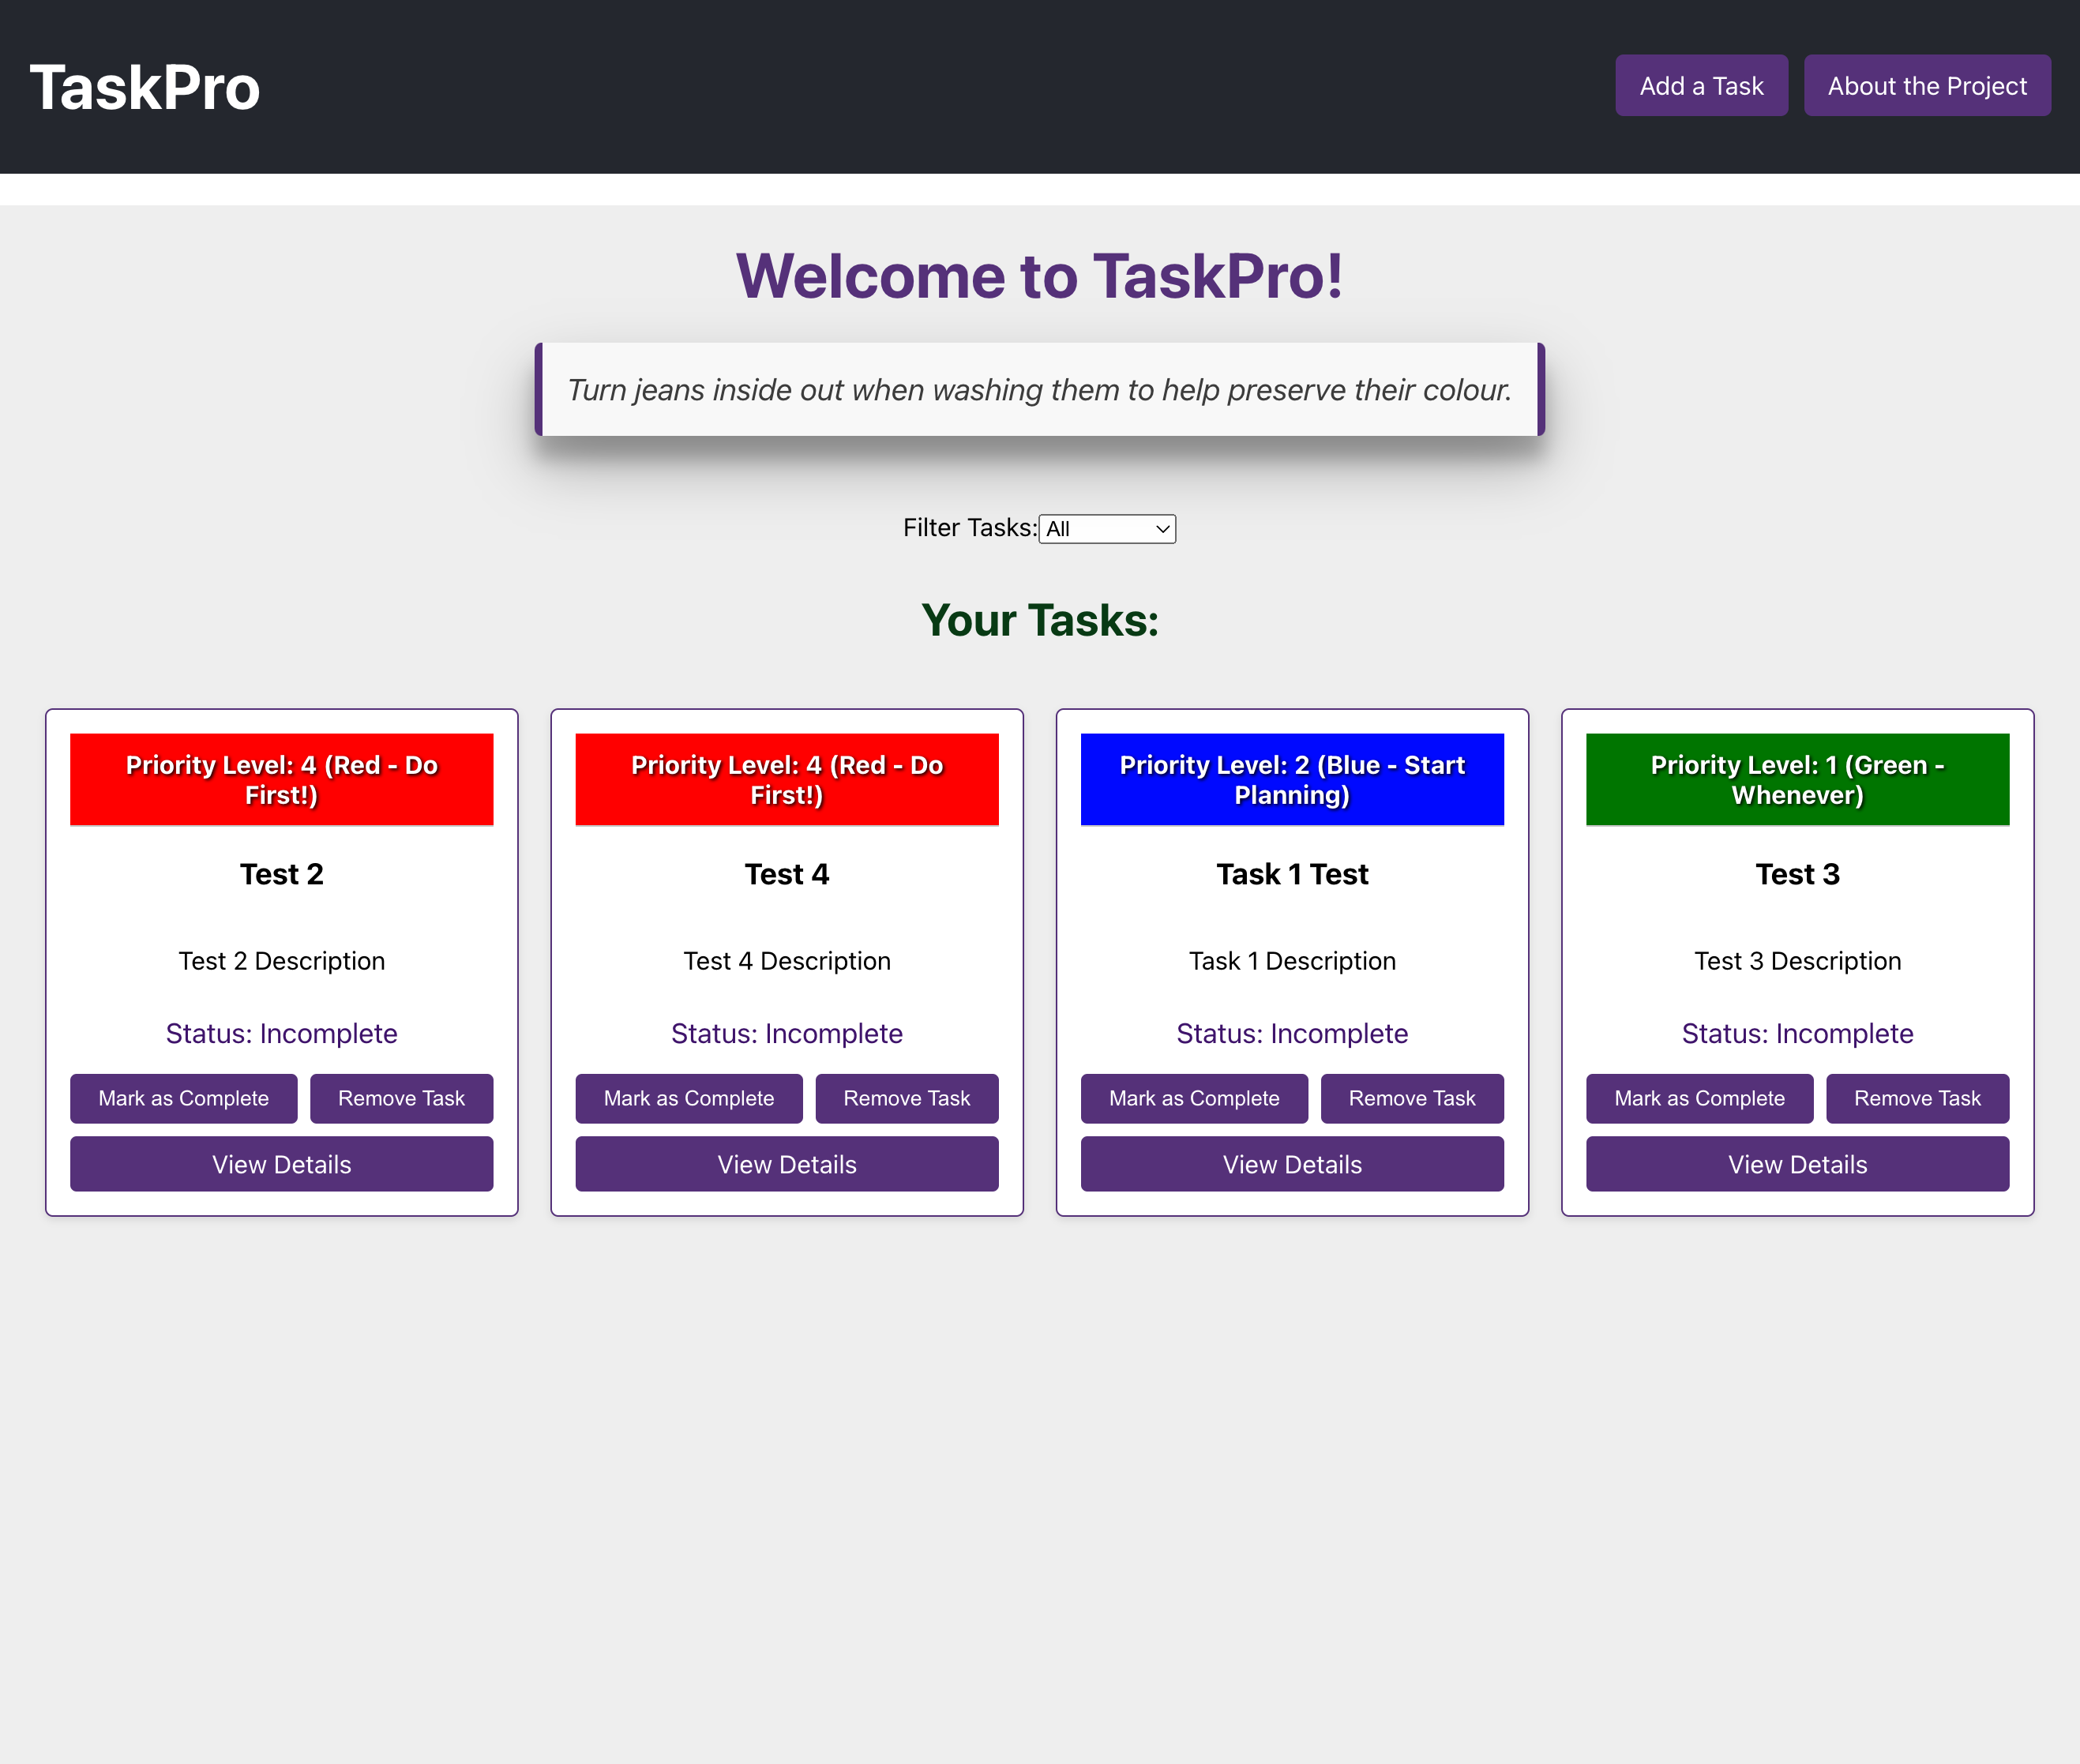 TaskPro
Add a Task
About the Project
Welcome to TaskPro!
Turn jeans inside out when washing them to help preserve their colour.
Filter Tasks: All
Your Tasks:
Priority Level: 4 (Red - Do
First!)
Test 2
Test 2 Description
Status: Incomplete
Mark as Complete
Remove Task
View Details
Priority Level: 4 (Red - Do
First!)
Test 4
Test 4 Description
Status: Incomplete
Mark as Complete
Remove Task
View Details
Priority Level: 2 (Blue - Start
Planning)
Task 1 Test
Task 1 Description
Status: Incomplete
Mark as Complete
Remove Task
View Details
Priority Level: 1 (Green -
Whenever)
Test 3
Test 3 Description
Status: Incomplete
Mark as Complete
Remove Task
View Details